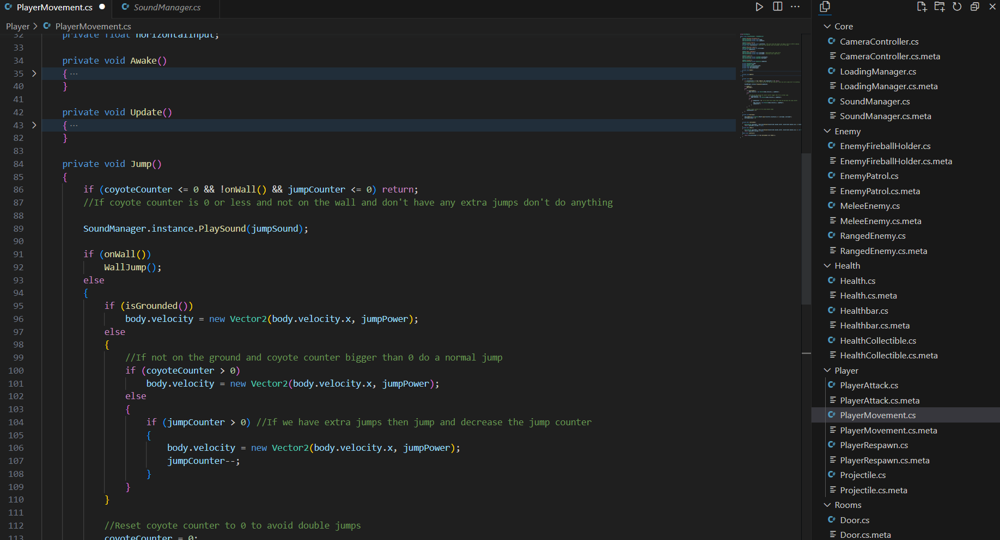 PlayerMovement.cs
SoundManager.cs
Player > PlayerMovement.cs
32 private float horizontalInput;
33
34 private void Awake()
35 { ...
40 }
41
42 private void Update()
43 { ...
82 }
83
84 private void Jump()
85 {
86 if (coyoteCounter <= 0 && !onWall() && jumpCounter <= 0) return;
87 //If coyote counter is 0 or less and not on the wall and don't have any extra jumps don't do anything
88
89 SoundManager.instance.PlaySound(jumpSound);
90
91 if (onWall())
92 WallJump();
93 else
94 {
95 if (isGrounded())
96 body.velocity = new Vector2(body.velocity.x, jumpPower);
97 else
98 {
99 //If not on the ground and coyote counter bigger than 0 do a normal jump
100 if (coyoteCounter > 0)
101 body.velocity = new Vector2(body.velocity.x, jumpPower);
102 else
103 {
104 if (jumpCounter > 0) //If we have extra jumps then jump and decrease the jump counter
105 {
106 body.velocity = new Vector2(body.velocity.x, jumpPower);
107 jumpCounter--;
108 }
109 }
110 }
111
112 //Reset coyote counter to 0 to avoid double jumps
113 coyoteCounter = 0;
Core
CameraController.cs
CameraController.cs.meta
LoadingManager.cs
LoadingManager.cs.meta
SoundManager.cs
SoundManager.cs.meta
Enemy
EnemyFireballHolder.cs
EnemyFireballHolder.cs.meta
EnemyPatrol.cs
EnemyPatrol.cs.meta
MeleeEnemy.cs
MeleeEnemy.cs.meta
RangedEnemy.cs
RangedEnemy.cs.meta
Health
Health.cs
Health.cs.meta
Healthbar.cs
Healthbar.cs.meta
HealthCollectible.cs
HealthCollectible.cs.meta
Player
PlayerAttack.cs
PlayerAttack.cs.meta
PlayerMovement.cs
PlayerMovement.cs.meta
PlayerRespawn.cs
PlayerRespawn.cs.meta
Projectile.cs
Projectile.cs.meta
Rooms
Door.cs
Door.cs.meta